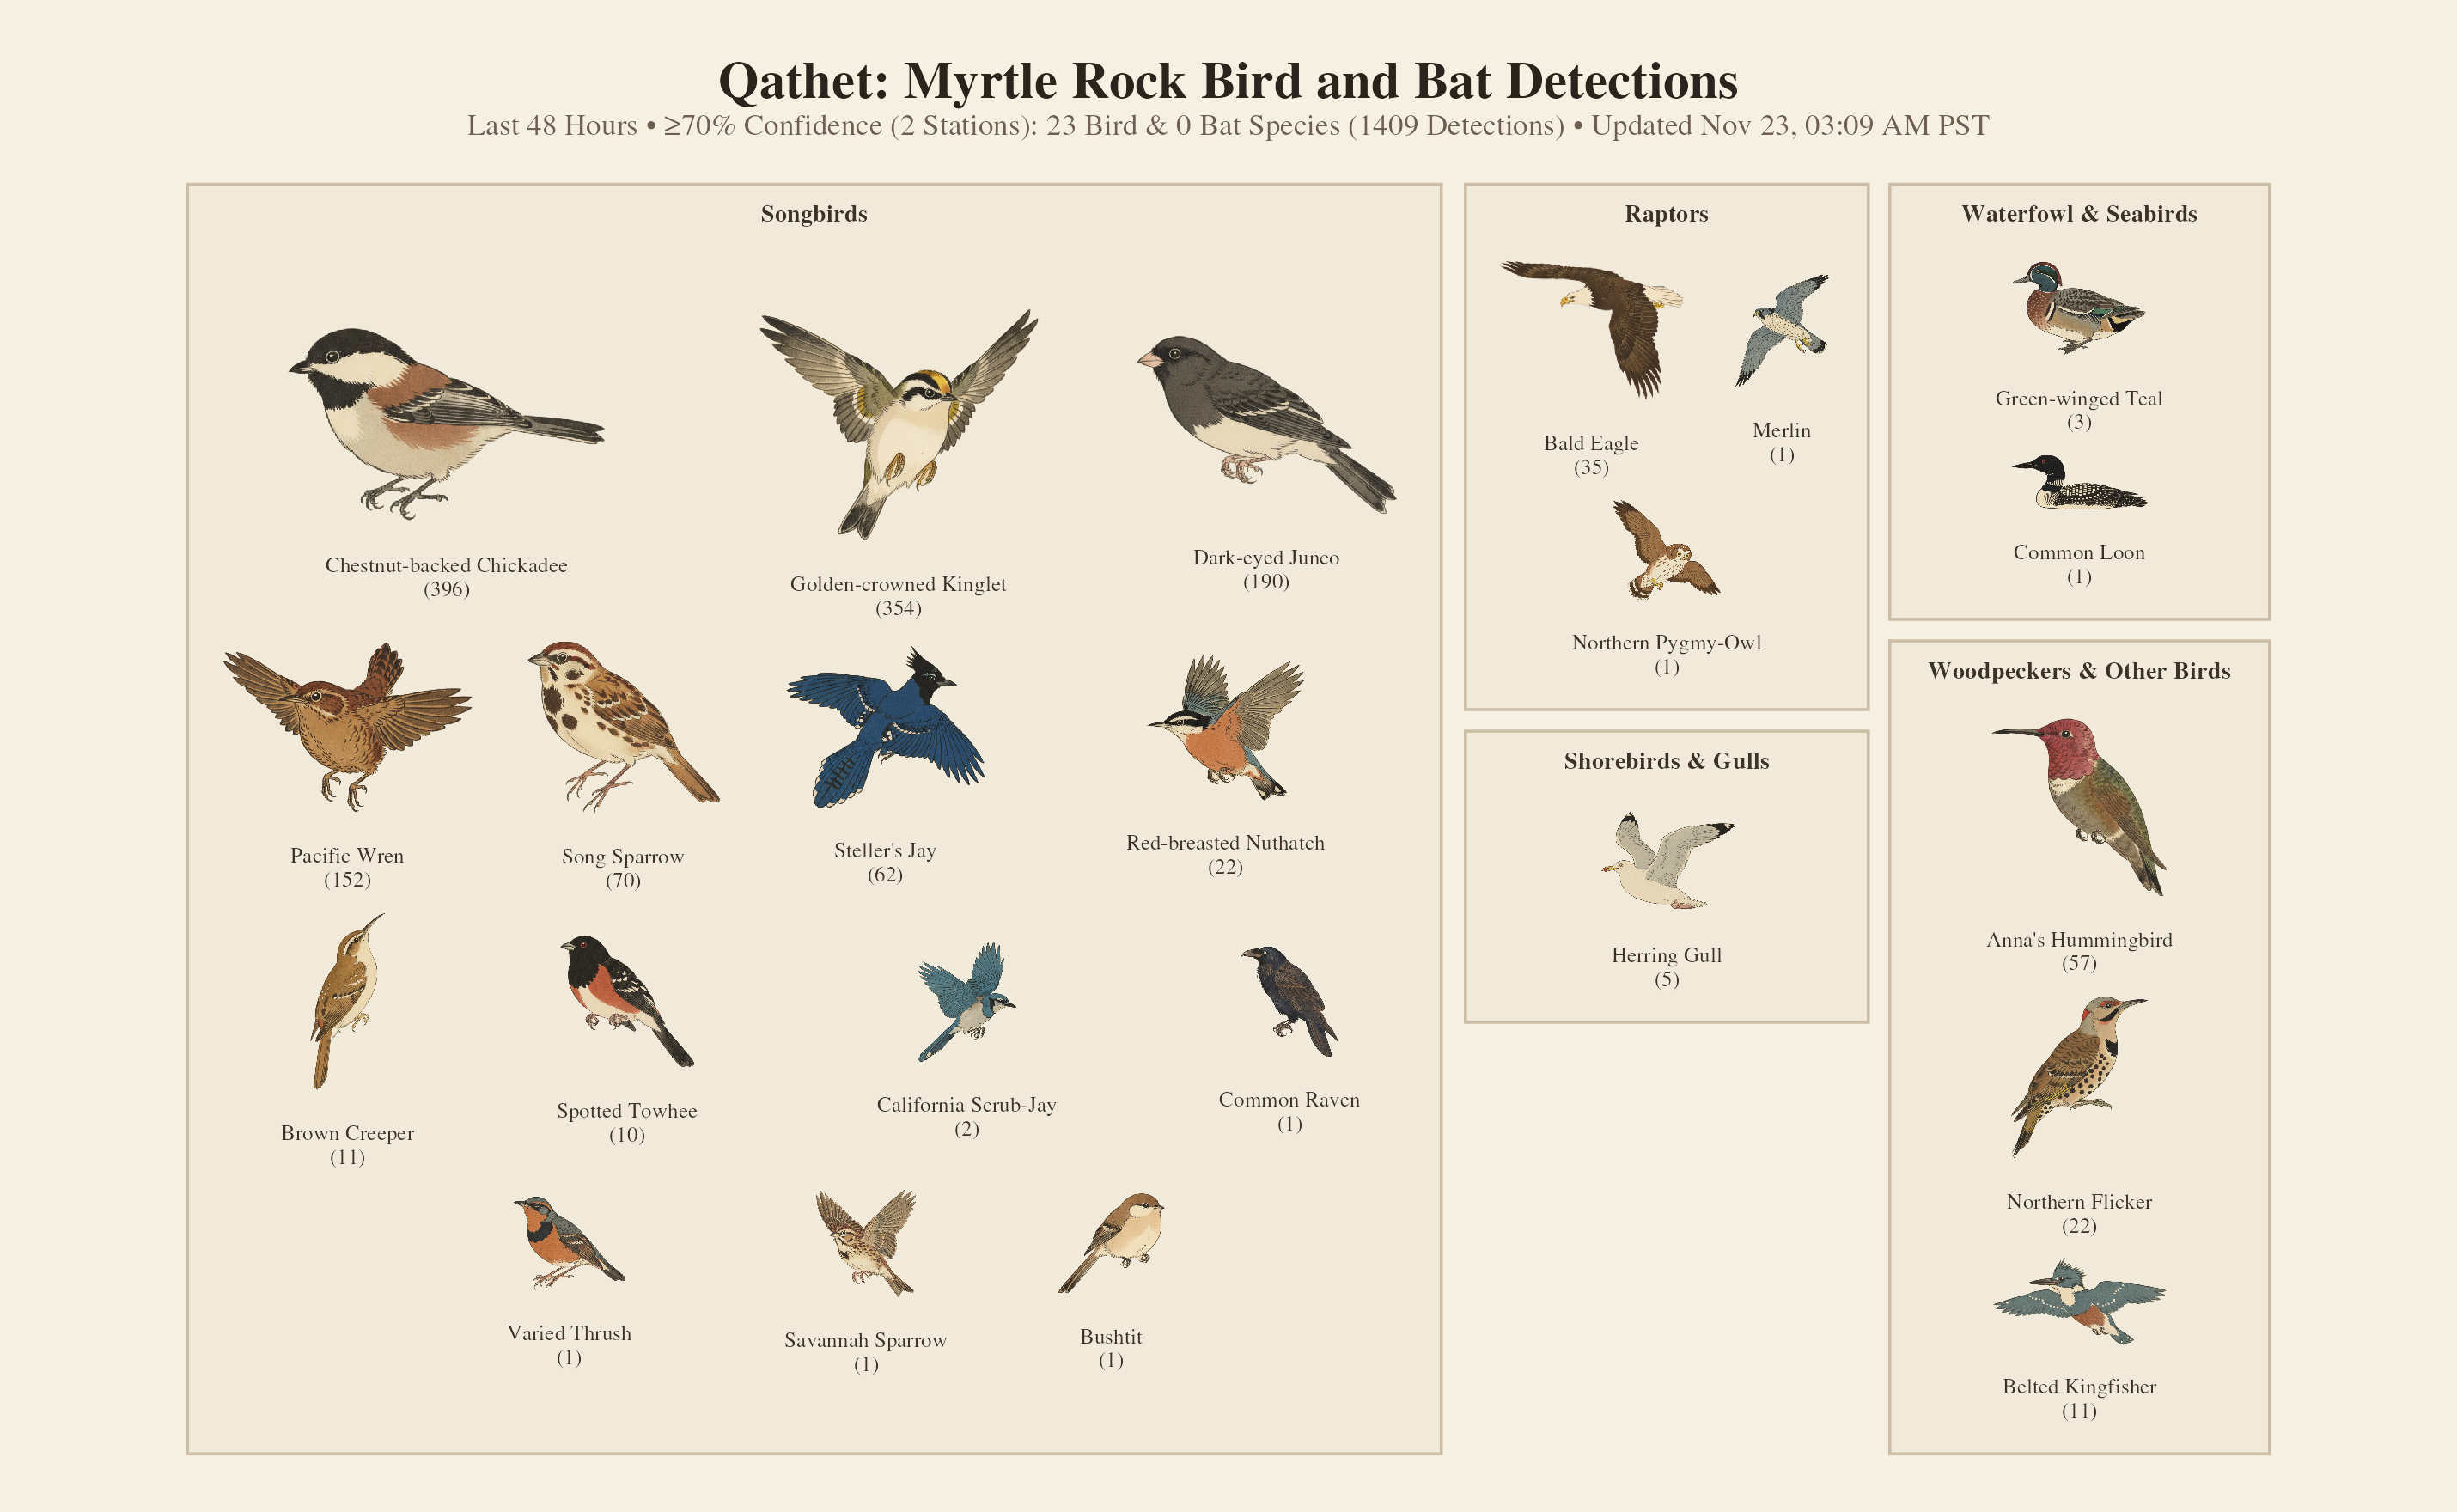 Qathet: Myrtle Rock Bird and Bat Detections
Last 48 Hours • ≥70% Confidence (2 Stations): 23 Bird & 0 Bat Species (1409 Detections) • Updated Nov 23, 03:09 AM PST
Songbirds
Chestnut-backed Chickadee
(396)
Golden-crowned Kinglet
(354)
Dark-eyed Junco
(190)
Pacific Wren
(152)
Song Sparrow
(70)
Steller's Jay
(62)
Red-breasted Nuthatch
(22)
Brown Creeper
(11)
Spotted Towhee
(10)
California Scrub-Jay
(2)
Common Raven
(1)
Varied Thrush
(1)
Savannah Sparrow
(1)
Bushtit
(1)
Raptors
Bald Eagle
(35)
Merlin
(1)
Northern Pygmy-Owl
(1)
Shorebirds & Gulls
Herring Gull
(5)
Waterfowl & Seabirds
Green-winged Teal
(3)
Common Loon
(1)
Woodpeckers & Other Birds
Anna's Hummingbird
(57)
Northern Flicker
(22)
Belted Kingfisher
(11)